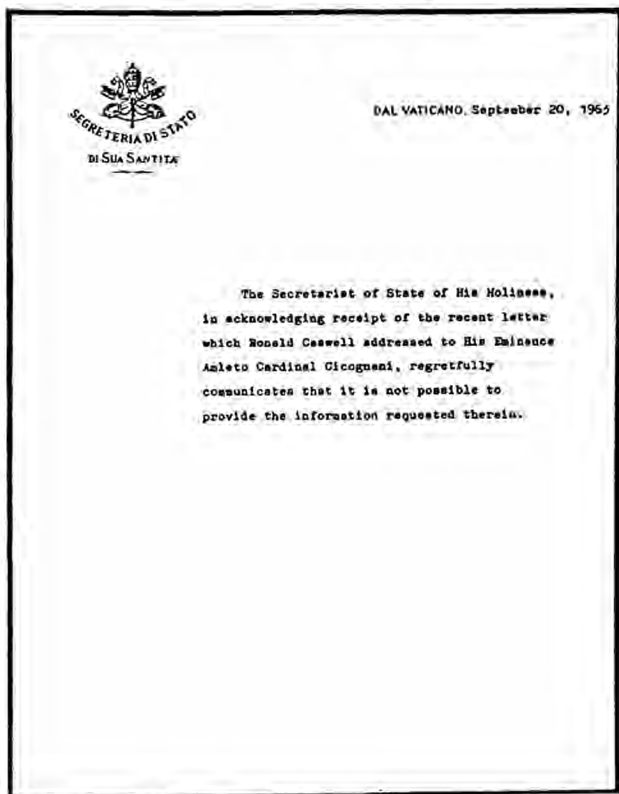 SEGRETERIA DI STATO
DI SUA SANTITÀ
DAL VATICANO, September 20, 1963
The Secretariat of State of His Holiness,
in acknowledging receipt of the recent letter
which Ronald Caswell addressed to His Eminence
Amleto Cardinal Cicognani, regretfully
communicates that it is not possible to
provide the information requested therein.